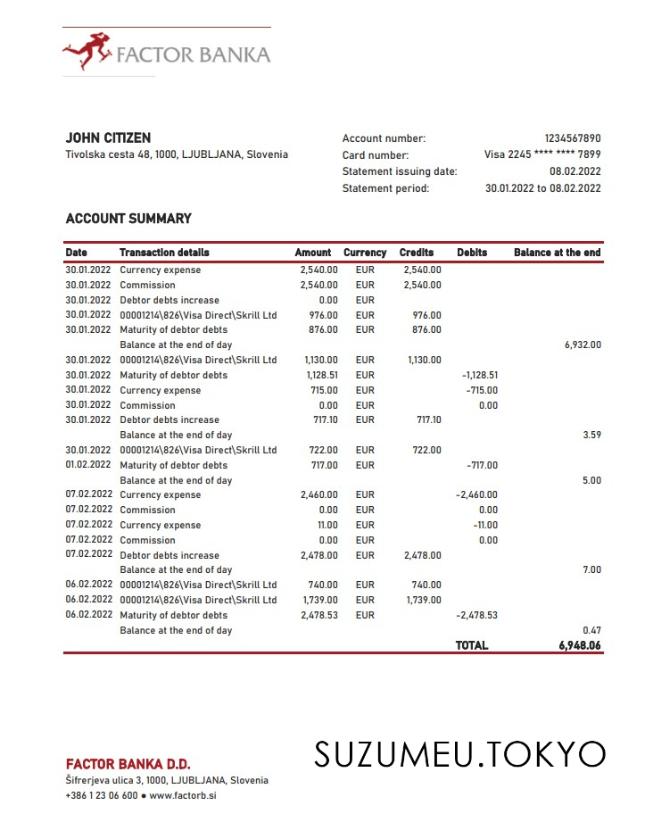 FACTOR BANKA
JOHN CITIZEN
Tivolska cesta 48, 1000, LJUBLJANA, Slovenia
Account number: 1234567890
Card number: Visa 2245 **** **** 7899
Statement issuing date: 08.02.2022
Statement period: 30.01.2022 to 08.02.2022
ACCOUNT SUMMARY
Date Transaction details Amount Currency Credits Debits Balance at the end
30.01.2022 Currency expense 2,540.00 EUR 2,540.00
30.01.2022 Commission 2,540.00 EUR 2,540.00
30.01.2022 Debtor debts increase 0.00 EUR
30.01.2022 00001214\826\Visa Direct\Skrill Ltd 976.00 EUR 976.00
30.01.2022 Maturity of debtor debts 876.00 EUR 876.00
Balance at the end of day 6,932.00
30.01.2022 00001214\826\Visa Direct\Skrill Ltd 1,130.00 EUR 1,130.00
30.01.2022 Maturity of debtor debts 1,128.51 EUR -1,128.51
30.01.2022 Currency expense 715.00 EUR -715.00
30.01.2022 Commission 0.00 EUR 0.00
30.01.2022 Debtor debts increase 717.10 EUR 717.10
Balance at the end of day 3.59
30.01.2022 00001214\826\Visa Direct\Skrill Ltd 722.00 EUR 722.00
01.02.2022 Maturity of debtor debts 717.00 EUR -717.00
Balance at the end of day 5.00
07.02.2022 Currency expense 2,460.00 EUR -2,460.00
07.02.2022 Commission 0.00 EUR 0.00
07.02.2022 Currency expense 11.00 EUR -11.00
07.02.2022 Commission 0.00 EUR 0.00
07.02.2022 Debtor debts increase 2,478.00 EUR 2,478.00
Balance at the end of day 7.00
06.02.2022 00001214\826\Visa Direct\Skrill Ltd 740.00 EUR 740.00
06.02.2022 00001214\826\Visa Direct\Skrill Ltd 1,739.00 EUR 1,739.00
06.02.2022 Maturity of debtor debts 2,478.53 EUR -2,478.53
Balance at the end of day 0.47
TOTAL 6,948.06
SUZUMEU.TOKYO
FACTOR BANKA D.D.
Šifrerjeva ulica 3, 1000, LJUBLJANA, Slovenia
+386 1 23 06 600 ● www.factorb.si